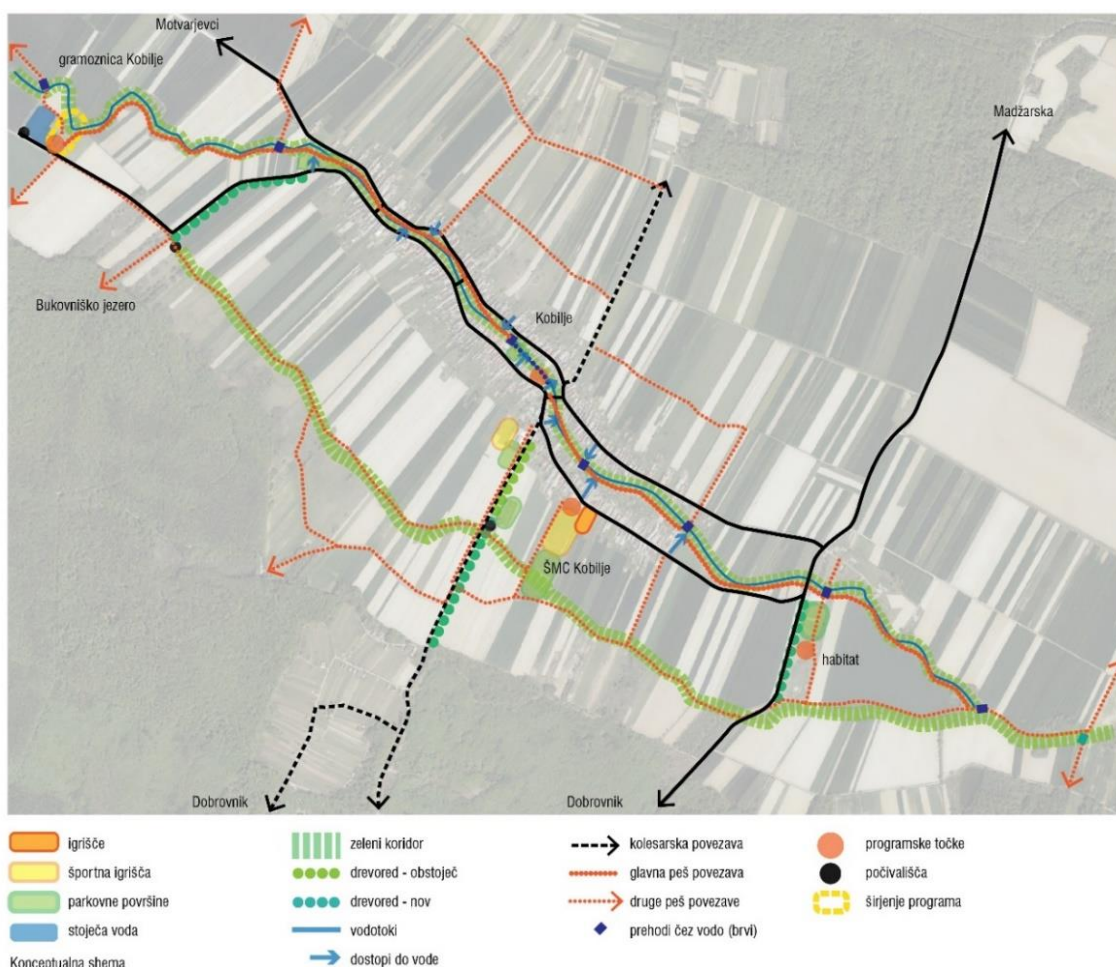 Motvarjevci
gramoznica Kobilje
Madžarska
Bukovniško jezero
Kobilje
ŠMC Kobilje
habitat
Dobrovnik
Dobrovnik
igrišče
športna igrišča
parkovne površine
stoječa voda
Konceptualna shema
zeleni koridor
drevored - obstoječ
drevored - nov
vodotoki
dostopi do vode
kolesarska povezava
glavna peš povezava
druge peš povezave
prehodi čez vodo (brvi)
programske točke
počivališča
širjenje programa